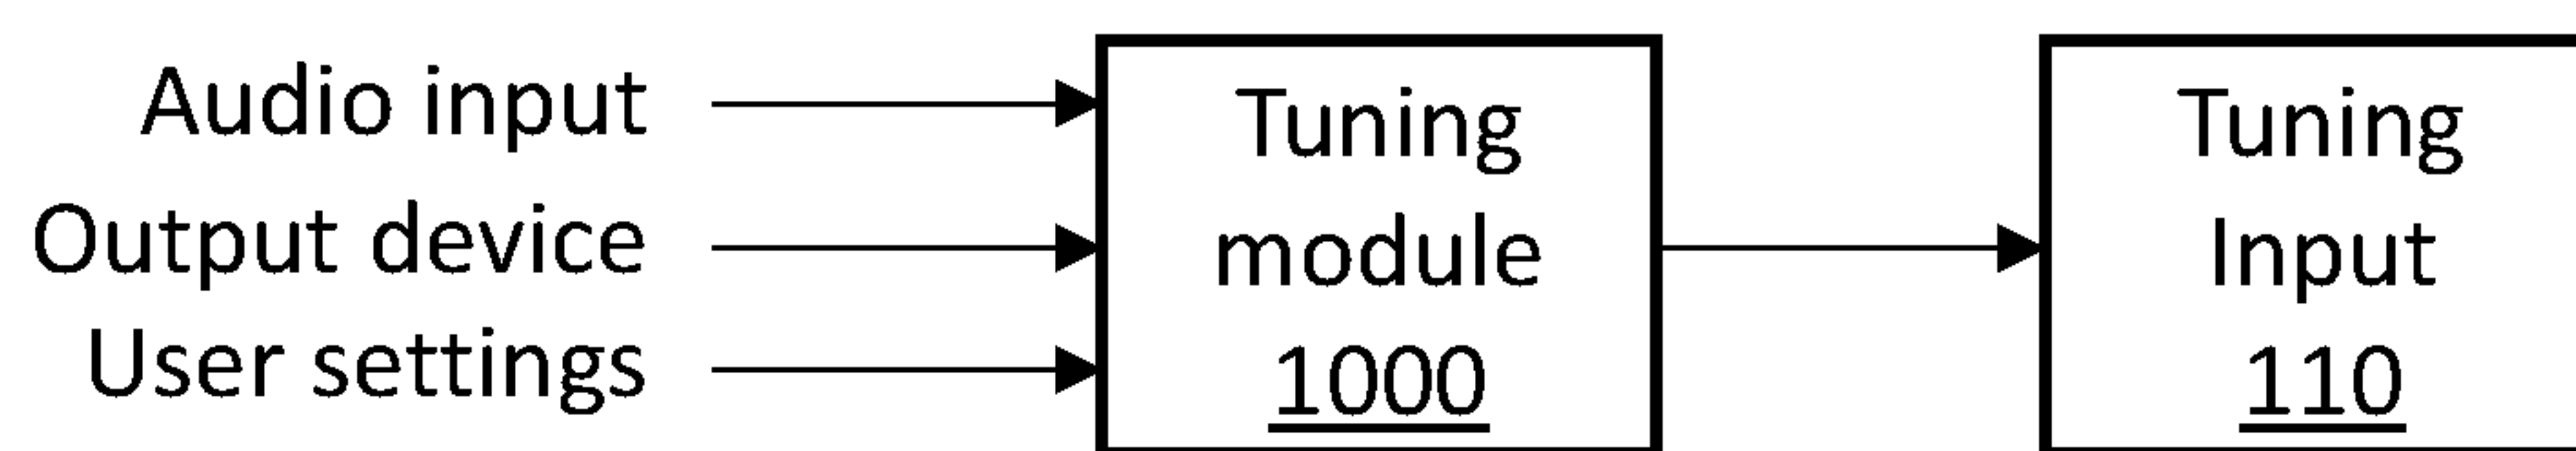 Audio input
Output device
User settings
Tuning
module
1000
Tuning
Input
110